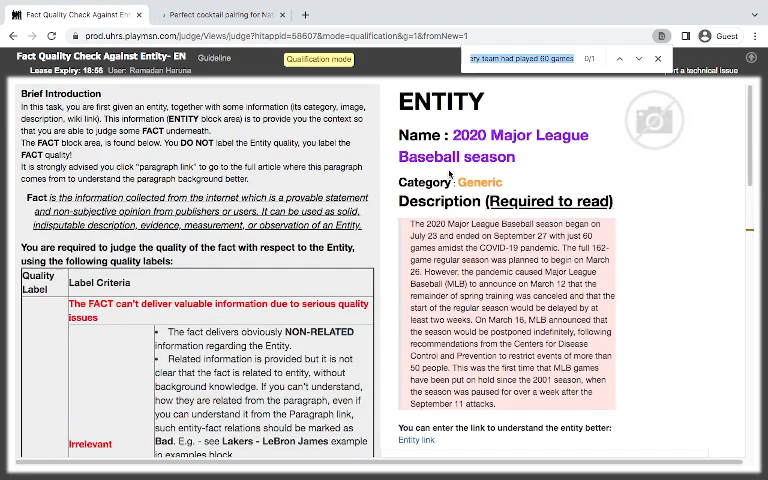 Fact Quality Check Against Ent
Perfect cocktail pairing for Nat
prod.uhrs.playmsn.com/judge/Views/judge?hitappid=58607&mode=qualification&g=1&fromNew=1
Guest
Fact Quality Check Against Entity- EN
Guideline
Qualification mode
ery team had played 60 games
0/1
Lease Expiry: 18:56 User: Ramadan Haruna
rt a technical issue
Brief Introduction
In this task, you are first given an entity, together with some information (its category, image,
description, wiki link). This information (ENTITY block area) is to provide you the context so
that you are able to judge some FACT underneath.
The FACT block area, is found below. You DO NOT label the Entity quality, you label the
FACT quality!
It is strongly advised you click "paragraph link" to go to the full article where this paragraph
comes from to understand the paragraph background better.
Fact is the information collected from the internet which is a provable statement
and non-subjective opinion from publishers or users. It can be used as solid,
indisputable description, evidence, measurement, or observation of an Entity.
You are required to judge the quality of the fact with respect to the Entity,
using the following quality labels:
Quality
Label
Label Criteria
The FACT can't deliver valuable information due to serious quality
issues
• The fact delivers obviously NON-RELATED
information regarding the Entity.
• Related information is provided but it is not
clear that the fact is related to entity, without
background knowledge. If you can't understand,
how they are related from the paragraph, even if
you can understand it from the Paragraph link,
such entity-fact relations should be marked as
Bad. E.g. - see Lakers - LeBron James example
in examples block.
Irrelevant
ENTITY
Name : 2020 Major League
Baseball season
Category : Generic
Description (Required to read)
The 2020 Major League Baseball season began on
July 23 and ended on September 27 with just 60
games amidst the COVID-19 pandemic. The full 162-
game regular season was planned to begin on March
26. However, the pandemic caused Major League
Baseball (MLB) to announce on March 12 that the
remainder of spring training was canceled and that the
start of the regular season would be delayed by at
least two weeks. On March 16, MLB announced that
the season would be postponed indefinitely, following
recommendations from the Centers for Disease
Control and Prevention to restrict events of more than
50 people. This was the first time that MLB games
have been put on hold since the 2001 season, when
the season was paused for over a week after the
September 11 attacks.
You can enter the link to understand the entity better:
Entity link